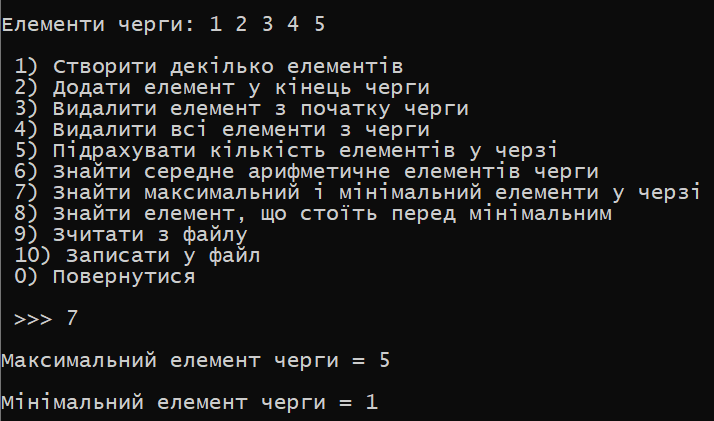 Елементи черги: 1 2 3 4 5
1) Створити декілько елементів
2) Додати елемент у кінець черги
3) Видалити елемент з початку черги
4) Видалити всі елементи з черги
5) Підрахувати кількість елементів у черзі
6) Знайти середне арифметичне елементів черги
7) Знайти максимальний і мінімальний елементи у черзі
8) Знайти елемент, що стоїть перед мінімальним
9) Зчитати з файлу
10) Записати у файл
0) Повернутися
>>> 7
Максимальний елемент черги = 5
Мінімальний елемент черги = 1